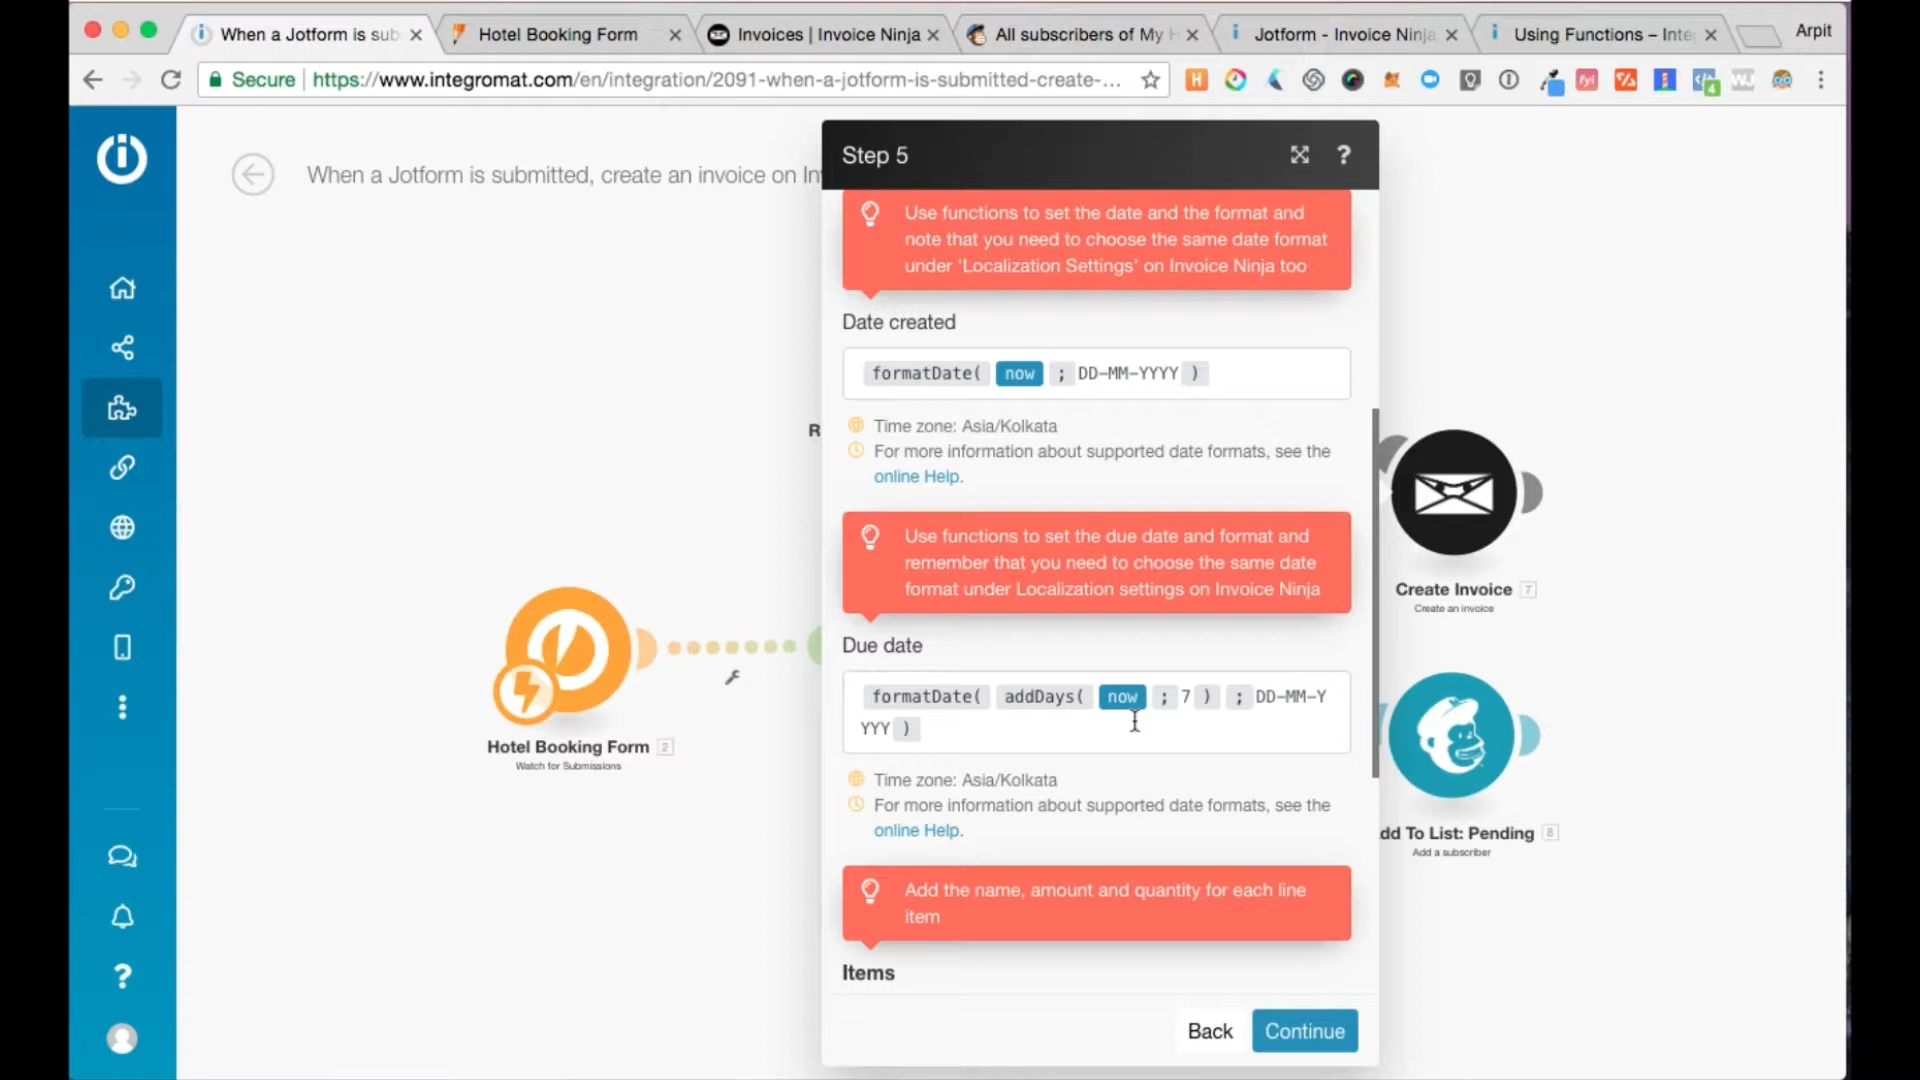 When a Jotform is sub
Hotel Booking Form
Invoices | Invoice Ninja
All subscribers of My H
Jotform - Invoice Ninja
Using Functions – Inte
Arpit
Secure
https://www.integromat.com/en/integration/2091-when-a-jotform-is-submitted-create-...
When a Jotform is submitted, create an invoice on In
Step 5
?
Use functions to set the date and the format and
note that you need to choose the same date format
under 'Localization Settings' on Invoice Ninja too
Date created
formatDate( now ; DD-MM-YYYY )
Time zone: Asia/Kolkata
For more information about supported date formats, see the
online Help.
Use functions to set the due date and format and
remember that you need to choose the same date
format under Localization settings on Invoice Ninja
Due date
formatDate( addDays( now ; 7 ) ; DD-MM-Y
YYY )
Time zone: Asia/Kolkata
For more information about supported date formats, see the
online Help.
Add the name, amount and quantity for each line
item
Items
Back
Continue
R
Hotel Booking Form 2
Watch for Submissions
Create Invoice 7
Create an invoice
dd To List: Pending 8
Add a subscriber